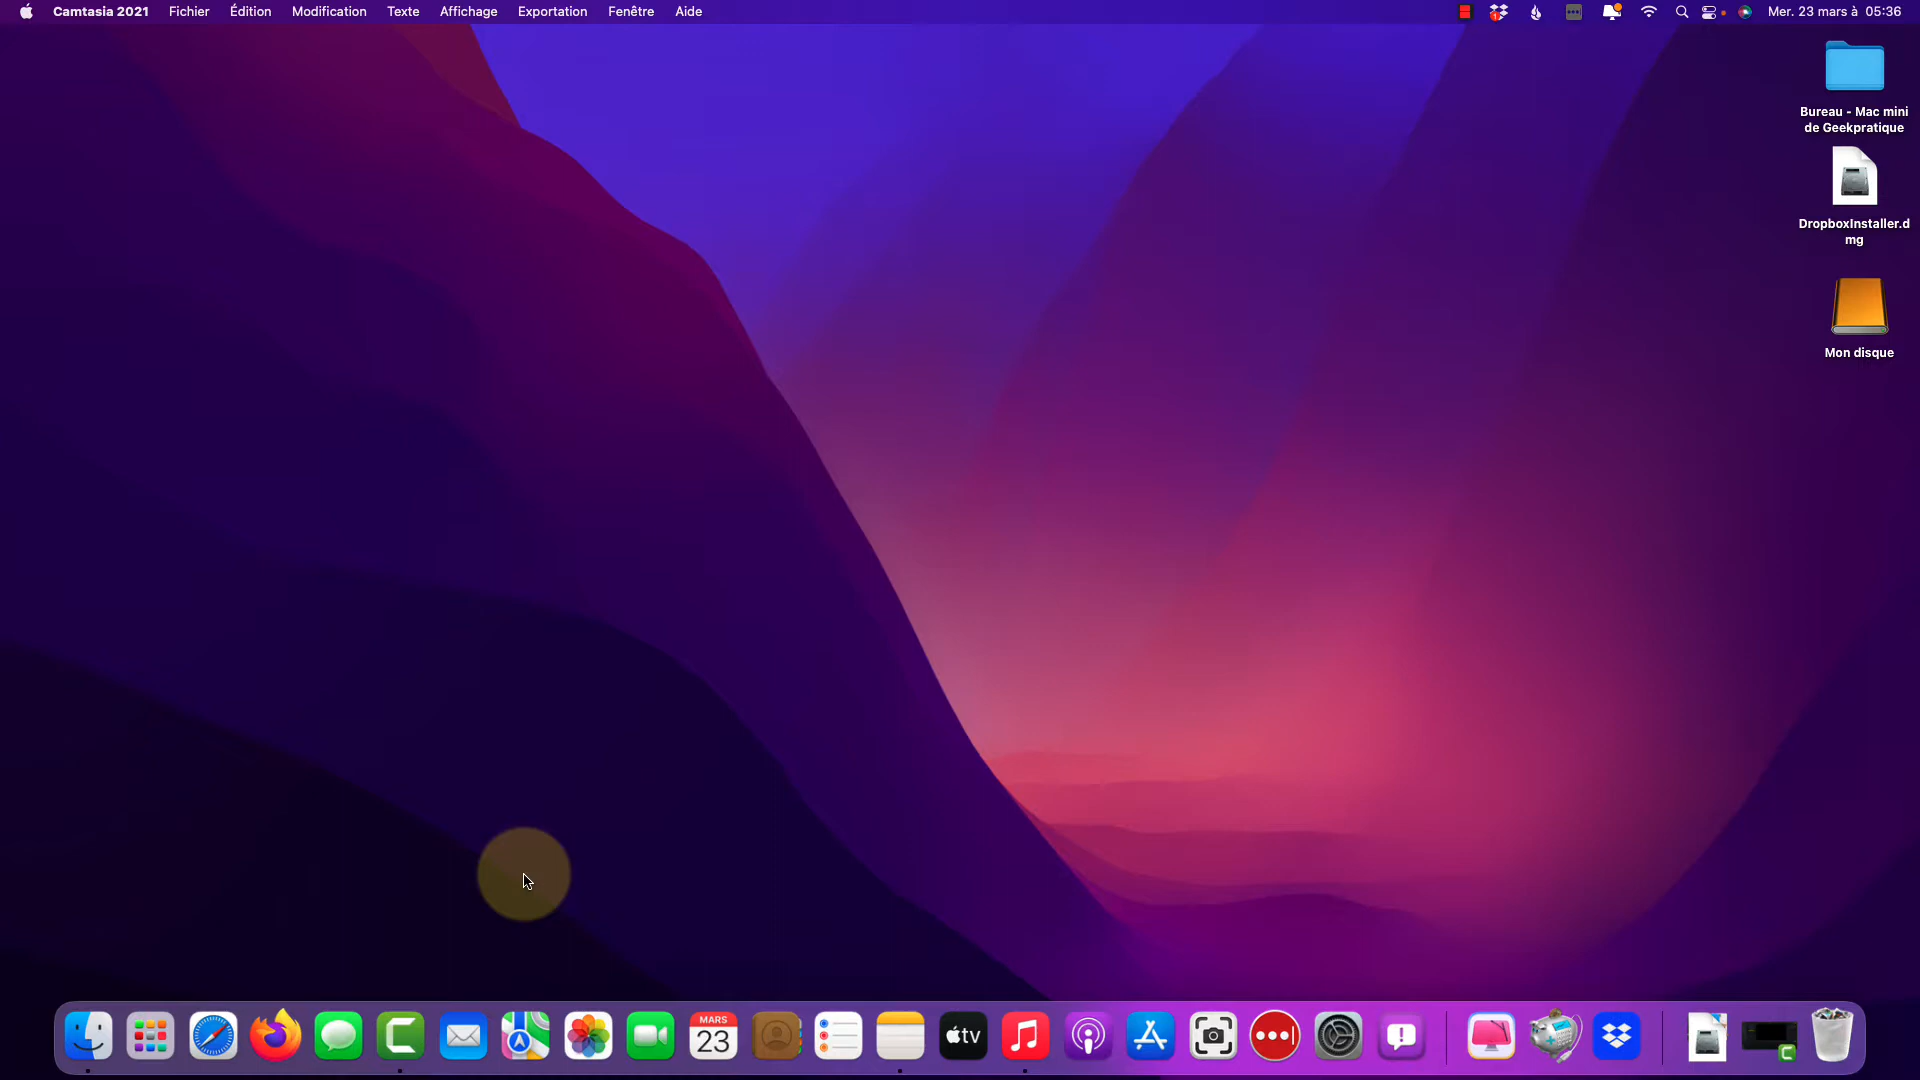 Camtasia 2021 Fichier Édition Modification Texte Affichage Exportation Fenêtre Aide Mer. 23 mars à 05:36
Bureau - Mac mini
de Geekpratique
DropboxInstaller.d
mg
Mon disque
MARS
23
tv